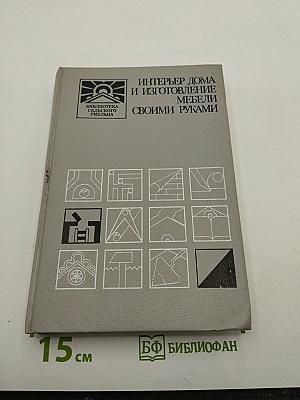 БИБЛИОТЕКА
СЕЛЬСКОГО
УМЕЛЬЦА
ИНТЕРЬЕР ДОМА
И ИЗГОТОВЛЕНИЕ
МЕБЕЛИ
СВОИМИ РУКАМИ
15 см
БФ БИБЛИОФАН